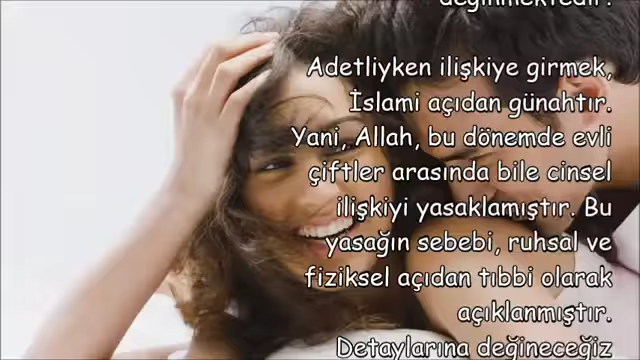 değinmektedir.
Adetliyken ilişkiye girmek,
İslami açıdan günahtır.
Yani, Allah, bu dönemde evli
çiftler arasında bile cinsel
ilişkiyi yasaklamıştır. Bu
yasağın sebebi, ruhsal ve
fiziksel açıdan tıbbi olarak
açıklanmıştır.
Detaylarına değineceğiz